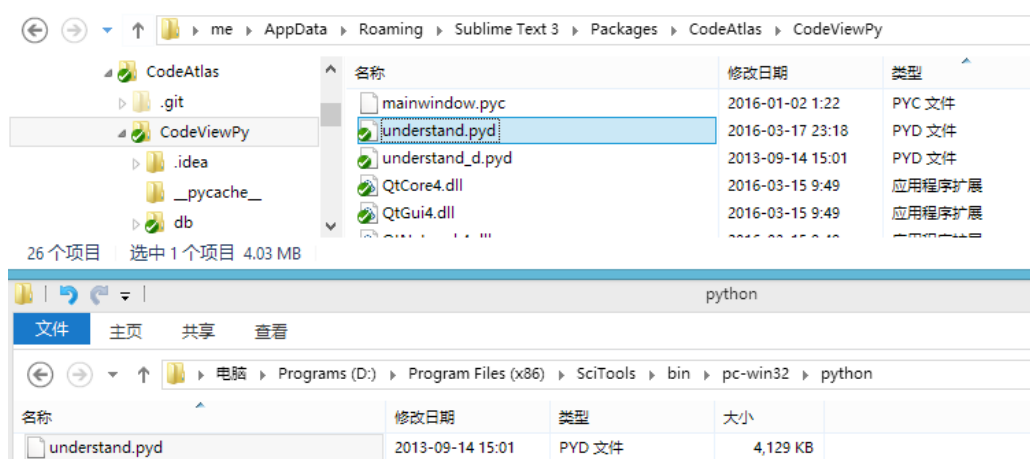 me AppData Roaming Sublime Text 3 Packages CodeAtlas CodeViewPy
CodeAtlas 名称 修改日期 类型
.git mainwindow.pyc 2016-01-02 1:22 PYC 文件
CodeViewPy understand.pyd 2016-03-17 23:18 PYD 文件
.idea understand_d.pyd 2013-09-14 15:01 PYD 文件
__pycache__ QtCore4.dll 2016-03-15 9:49 应用程序扩展
db QtGui4.dll 2016-03-15 9:49 应用程序扩展
26 个项目 选中 1 个项目 4.03 MB
python
文件 主页 共享 查看
电脑 Programs (D:) Program Files (x86) SciTools bin pc-win32 python
名称 修改日期 类型 大小
understand.pyd 2013-09-14 15:01 PYD 文件 4,129 KB